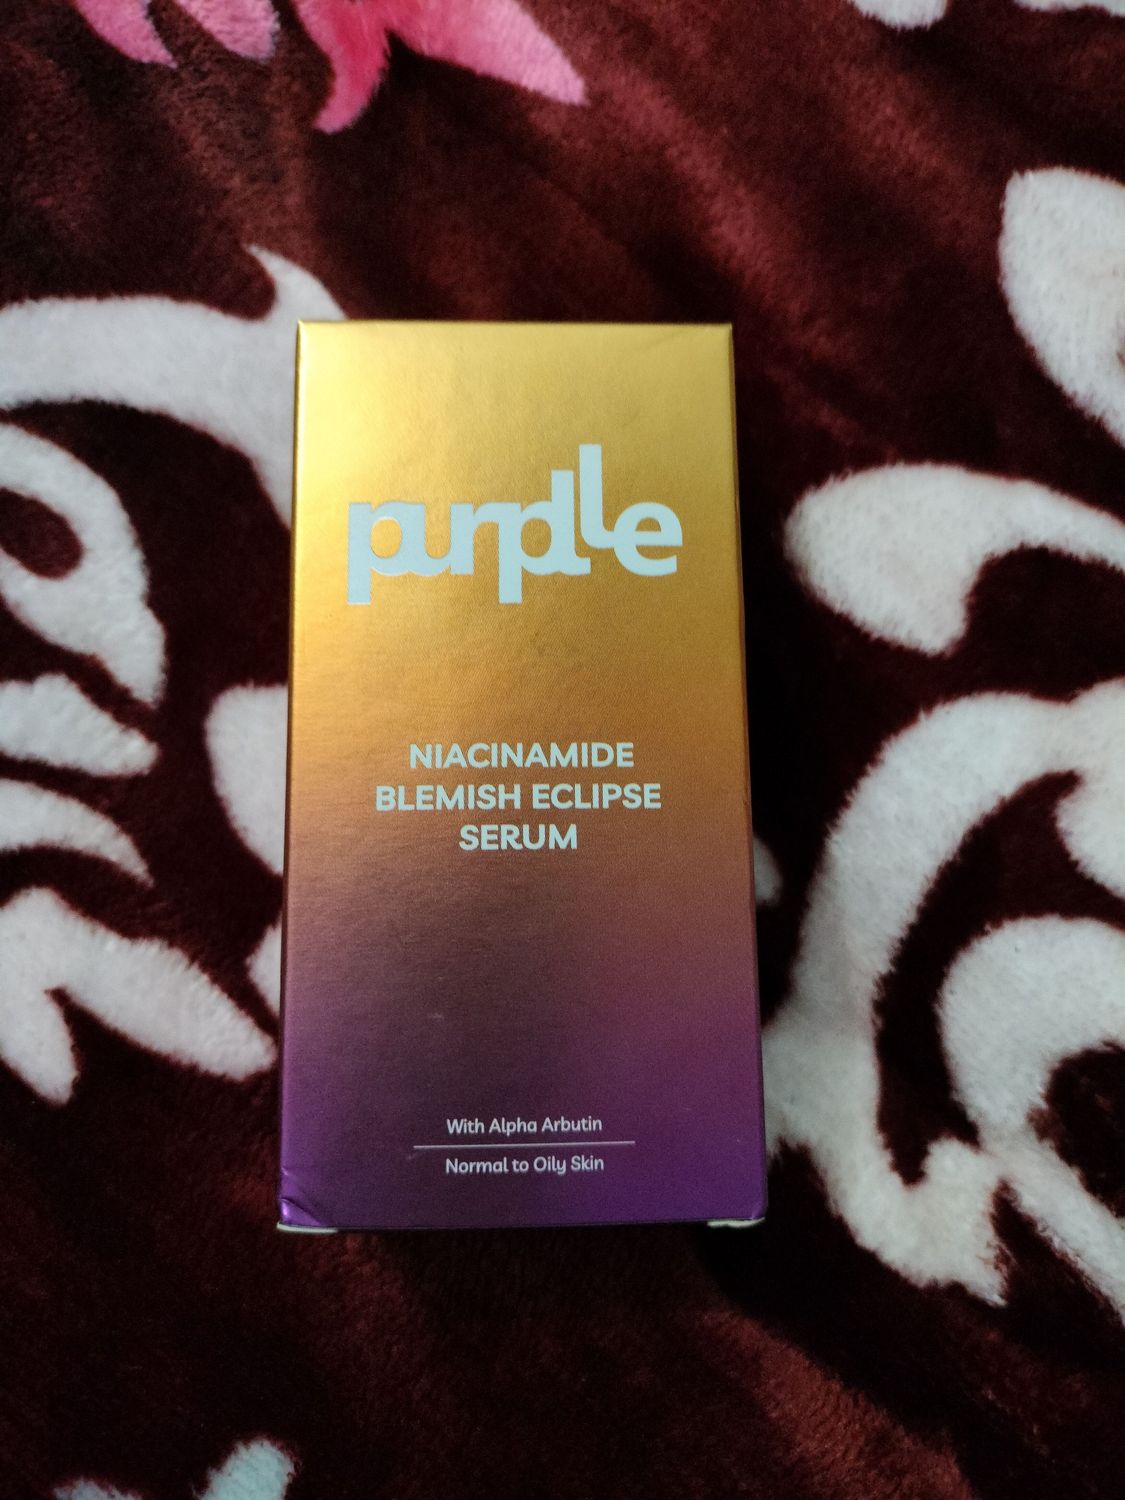 purplle
NIACINAMIDE
BLEMISH ECLIPSE
SERUM
With Alpha Arbutin
Normal to Oily Skin